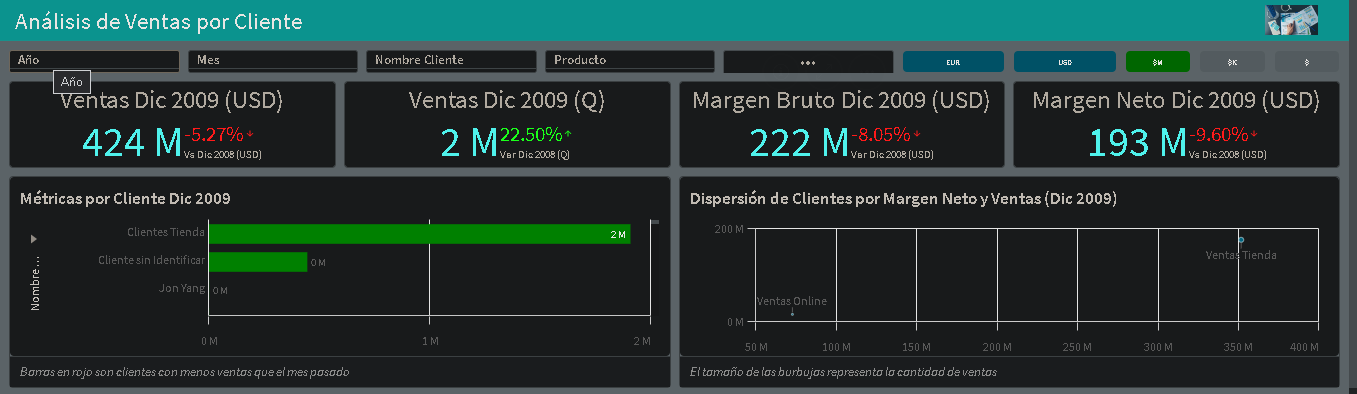 Análisis de Ventas por Cliente
Año
Mes
Nombre Cliente
Producto
...
EUR
USD
$M
$K
$
Año
Ventas Dic 2009 (USD)
424 M
-5.27%
Vs Dic 2008 (USD)
Ventas Dic 2009 (Q)
2 M
22.50%
Var Dic 2008 (Q)
Margen Bruto Dic 2009 (USD)
222 M
-8.05%
Var Dic 2008 (USD)
Margen Neto Dic 2009 (USD)
193 M
-9.60%
Vs Dic 2008 (USD)
Métricas por Cliente Dic 2009
Nombre ...
Clientes Tienda
2 M
Cliente sin Identificar
0 M
Jon Yang
0 M
0 M
1 M
2 M
Barras en rojo son clientes con menos ventas que el mes pasado
Dispersión de Clientes por Margen Neto y Ventas (Dic 2009)
200 M
Ventas Tienda
Ventas Online
0 M
50 M
100 M
150 M
200 M
250 M
300 M
350 M
400 M
El tamaño de las burbujas representa la cantidad de ventas